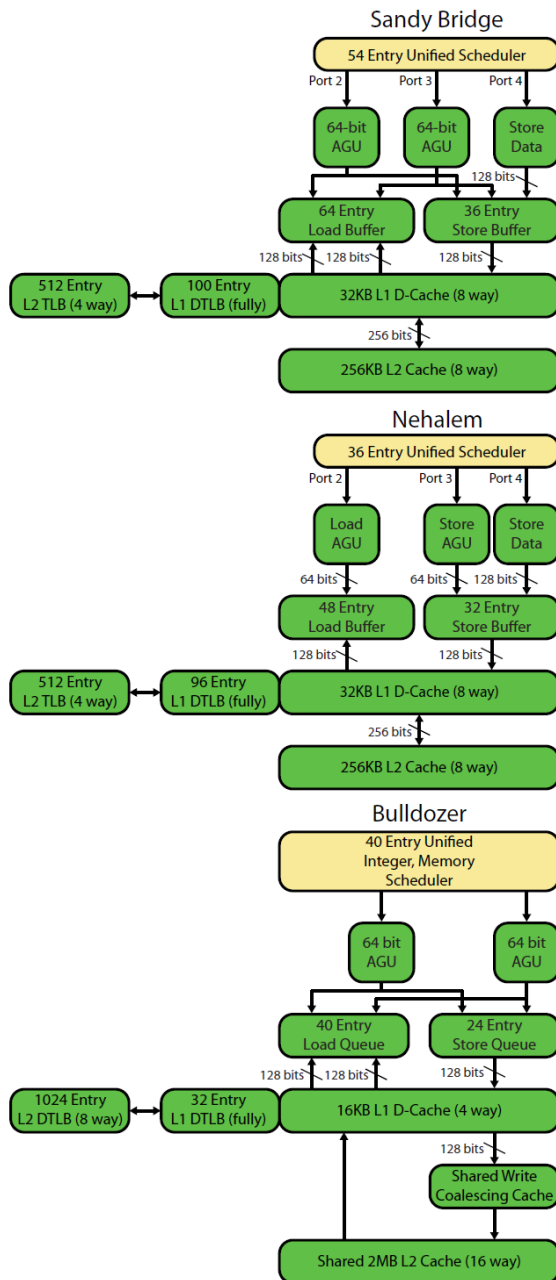 Sandy Bridge
54 Entry Unified Scheduler
Port 2
Port 3
Port 4
64-bit
AGU
64-bit
AGU
Store
Data
128 bits
64 Entry
Load Buffer
36 Entry
Store Buffer
128 bits
128 bits
128 bits
512 Entry
L2 TLB (4 way)
100 Entry
L1 DTLB (fully)
32KB L1 D-Cache (8 way)
256 bits
256KB L2 Cache (8 way)
Nehalem
36 Entry Unified Scheduler
Port 2
Port 3
Port 4
Load
AGU
Store
AGU
Store
Data
64 bits
64 bits
128 bits
48 Entry
Load Buffer
32 Entry
Store Buffer
128 bits
128 bits
512 Entry
L2 TLB (4 way)
96 Entry
L1 DTLB (fully)
32KB L1 D-Cache (8 way)
256 bits
256KB L2 Cache (8 way)
Bulldozer
40 Entry Unified
Integer, Memory
Scheduler
64 bit
AGU
64 bit
AGU
40 Entry
Load Queue
24 Entry
Store Queue
128 bits
128 bits
128 bits
1024 Entry
L2 DTLB (8 way)
32 Entry
L1 DTLB (fully)
16KB L1 D-Cache (4 way)
128 bits
Shared Write
Coalescing Cache
Shared 2MB L2 Cache (16 way)